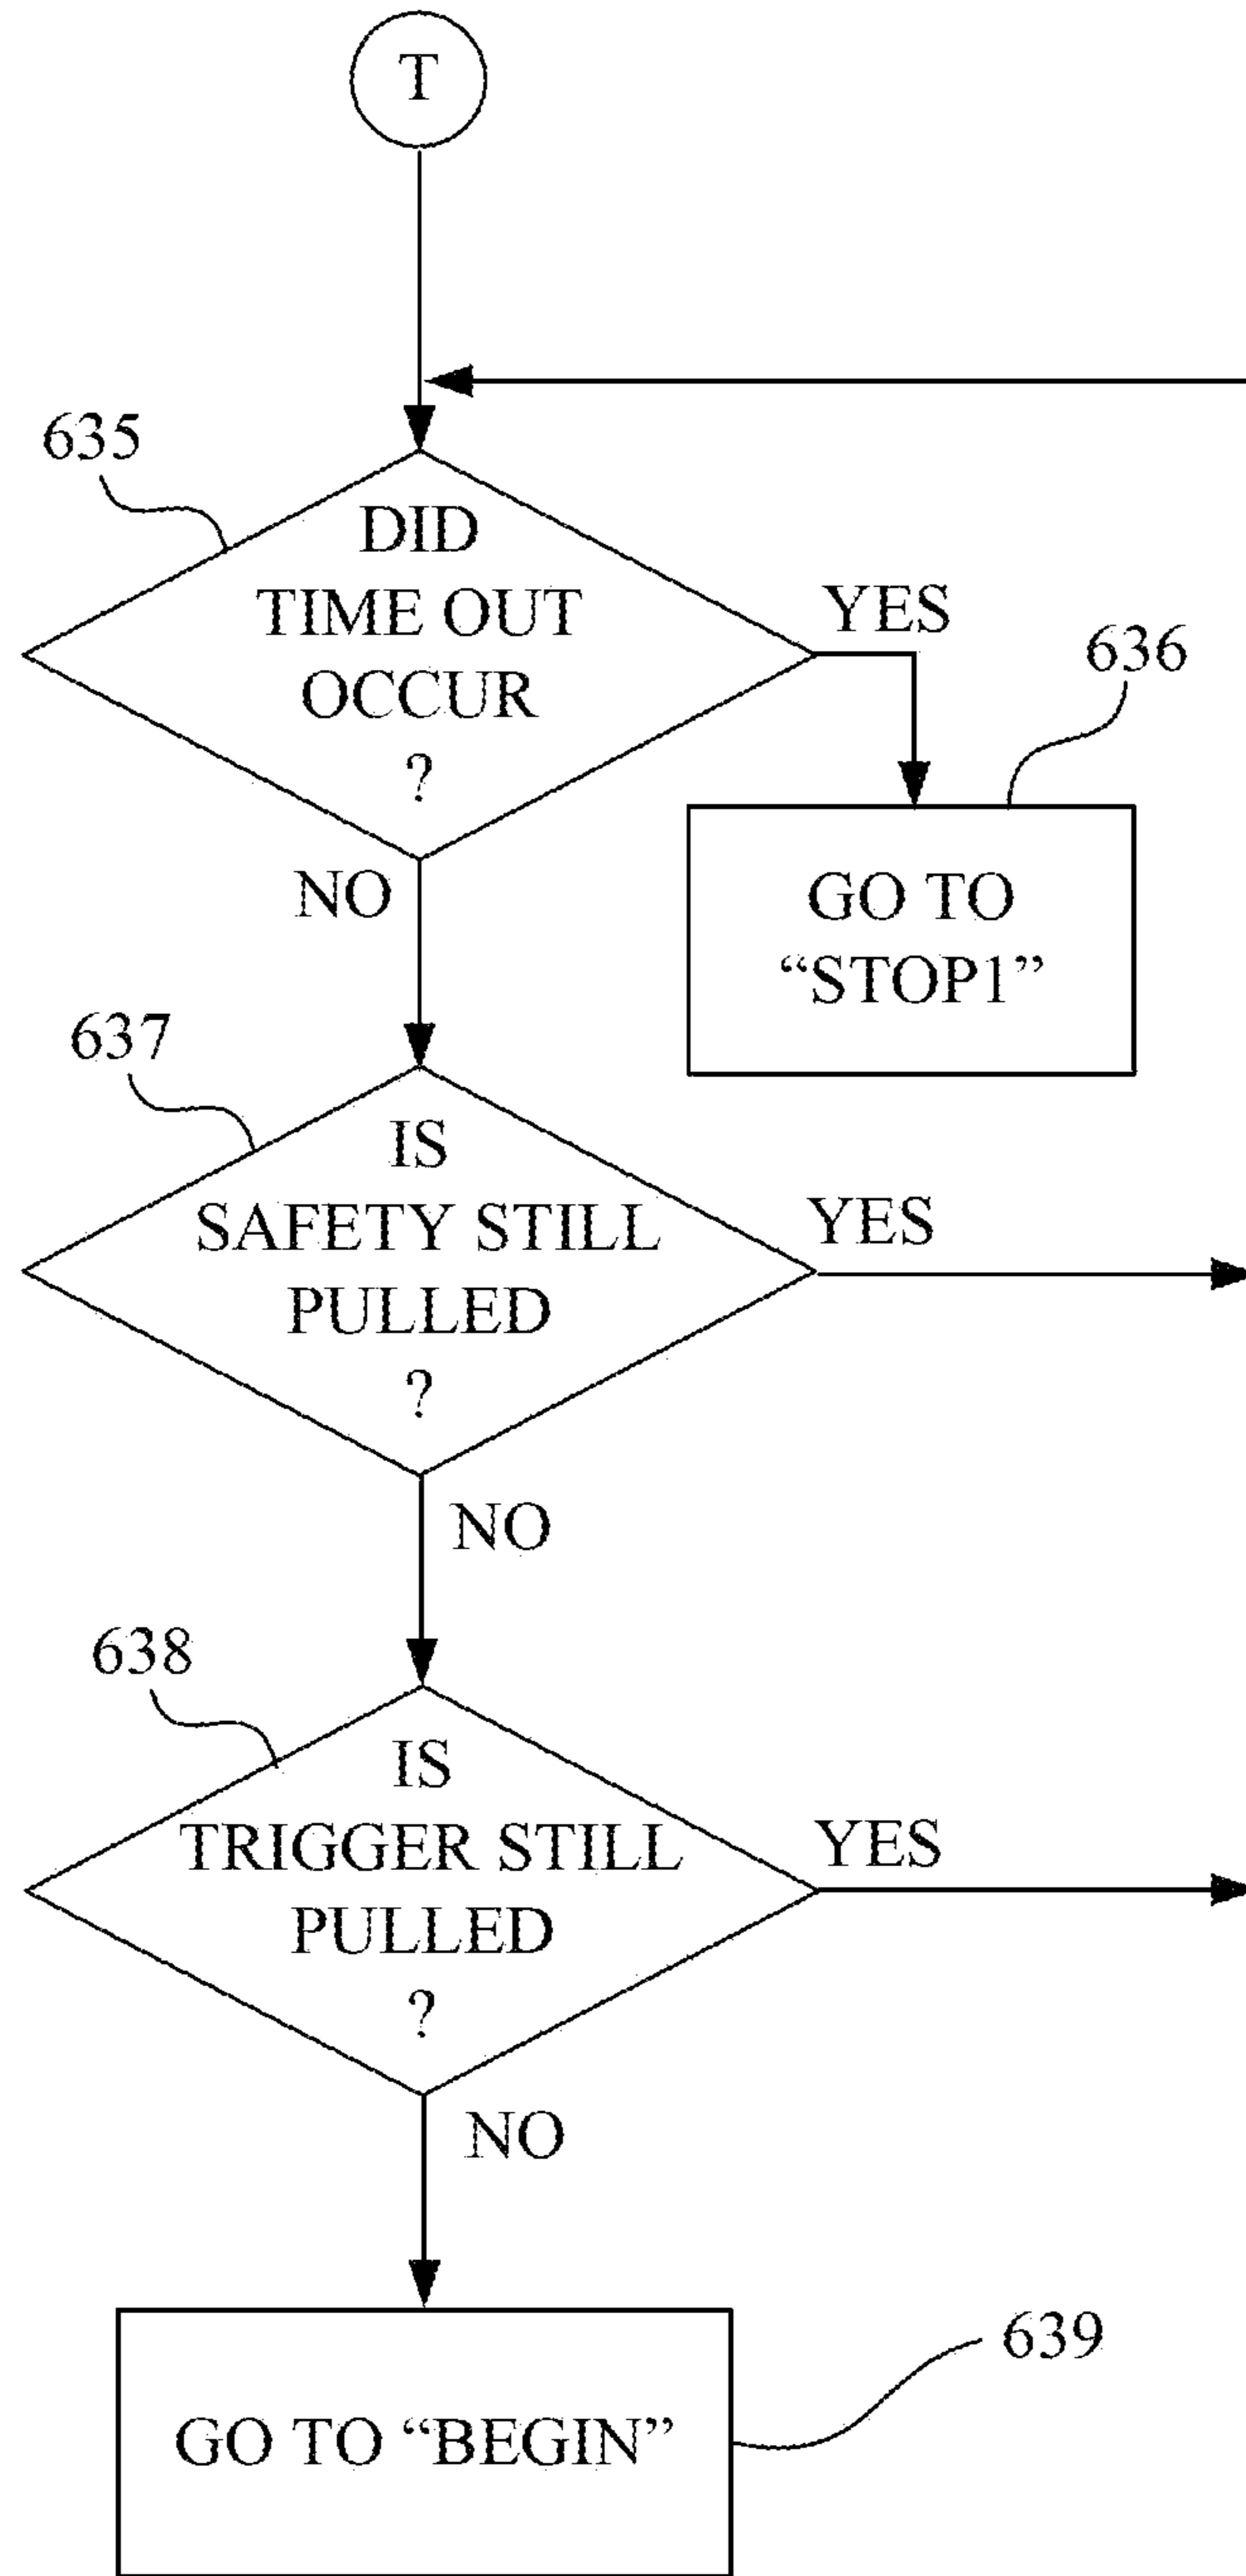 T
635
DID
TIME OUT
OCCUR
?
YES
636
NO
GO TO
“STOP1”
637
IS
SAFETY STILL
PULLED
?
YES
NO
638
IS
TRIGGER STILL
PULLED
?
YES
NO
639
GO TO “BEGIN”